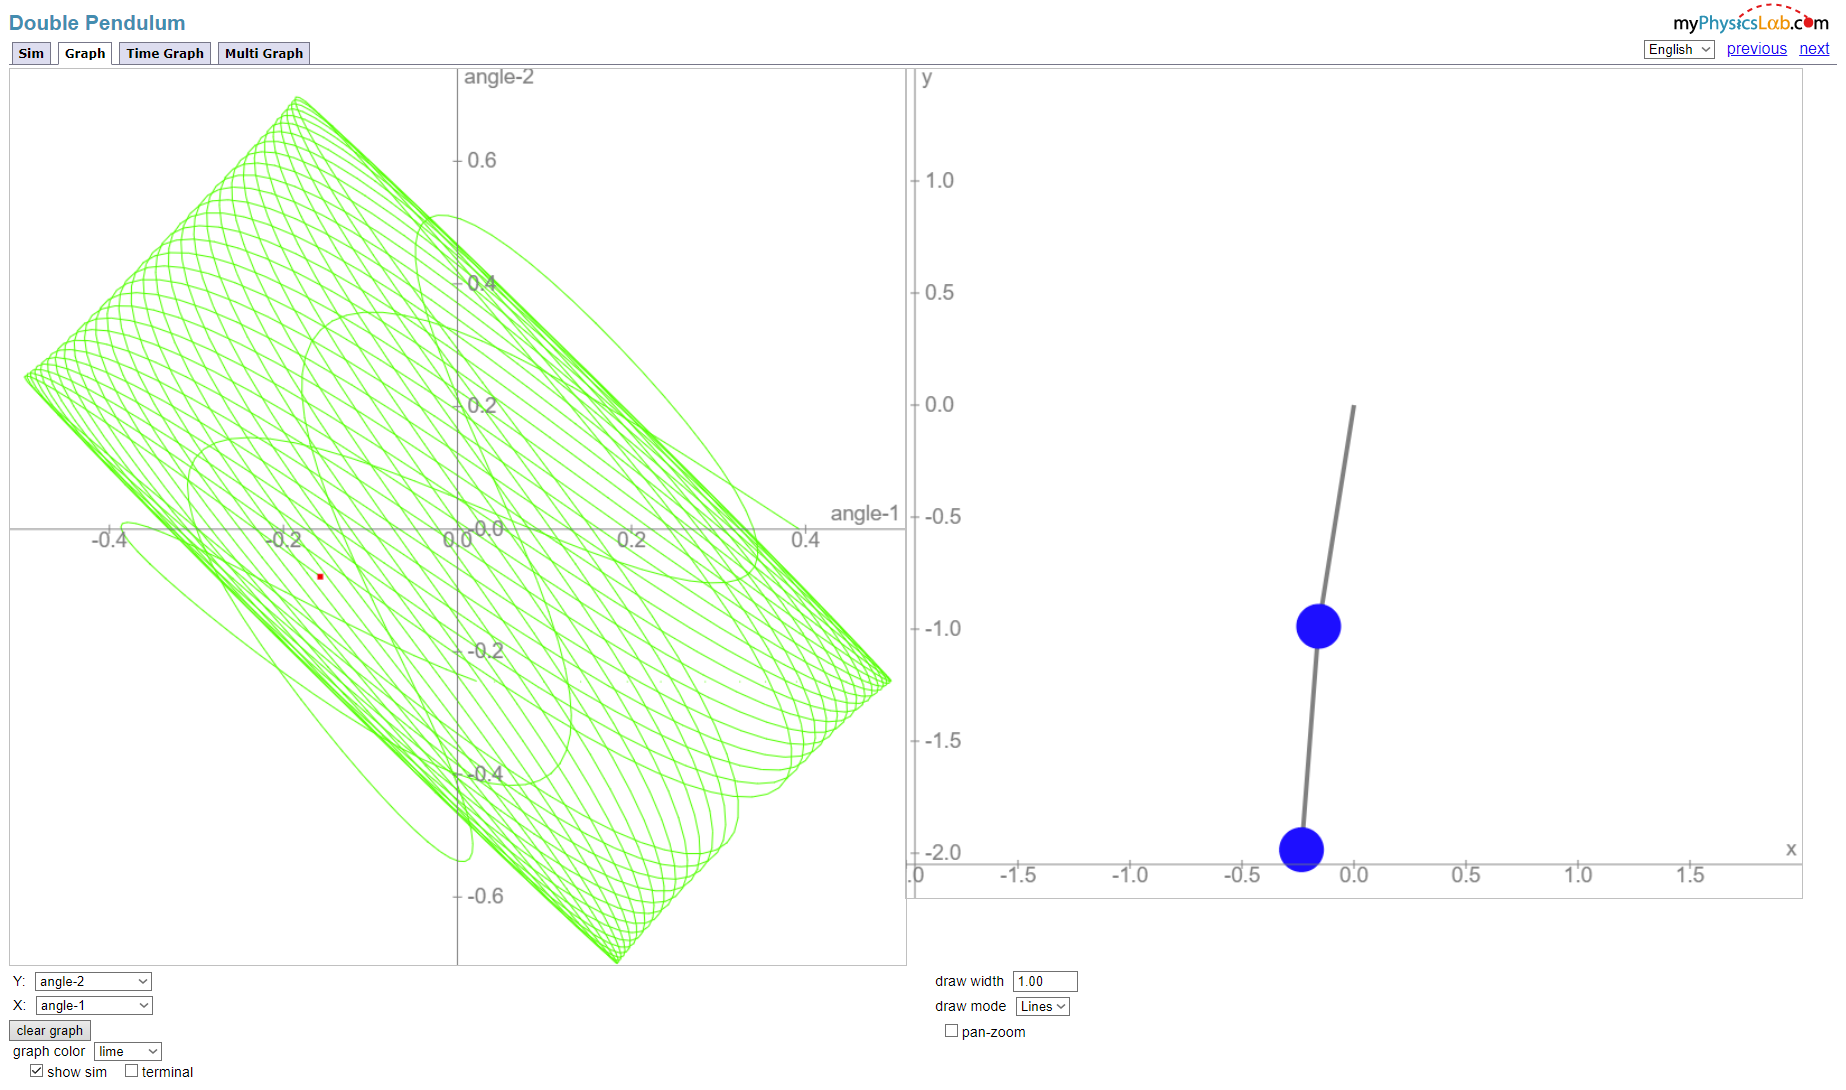 Double Pendulum
myPhysicsLab.com
Sim Graph Time Graph Multi Graph
English previous next
angle-2
0.6
0.4
0.2
-0.0
-0.2
-0.4
-0.6
angle-1
-0.4 -0.2 0.0 0.2 0.4
y
1.0
0.5
0.0
-0.5
-1.0
-1.5
-2.0
x
.0 -1.5 -1.0 -0.5 0.0 0.5 1.0 1.5
Y: angle-2
X: angle-1
clear graph
graph color lime
show sim terminal
draw width 1.00
draw mode Lines
pan-zoom